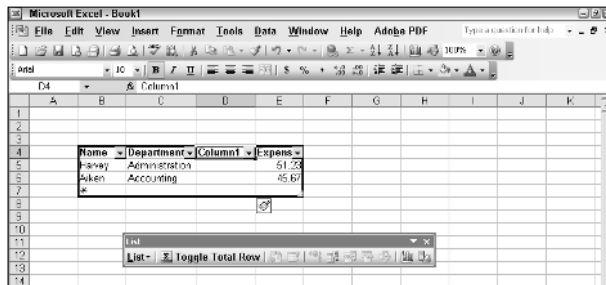 Microsoft Excel - Book1
File Edit View Insert Format Tools Data Window Help Adobe PDF Type a question for help
100%
Arial 10 B I U $ % ,
D4 fx Column1
A B C D E F G H I J K
1
2
3
4 Name Department Column1 Expens
5 Harvey Administration 51.23
6 Aiken Accounting 45.67
7 *
8
9
10
11 List
12 List Σ Toggle Total Row
13
14